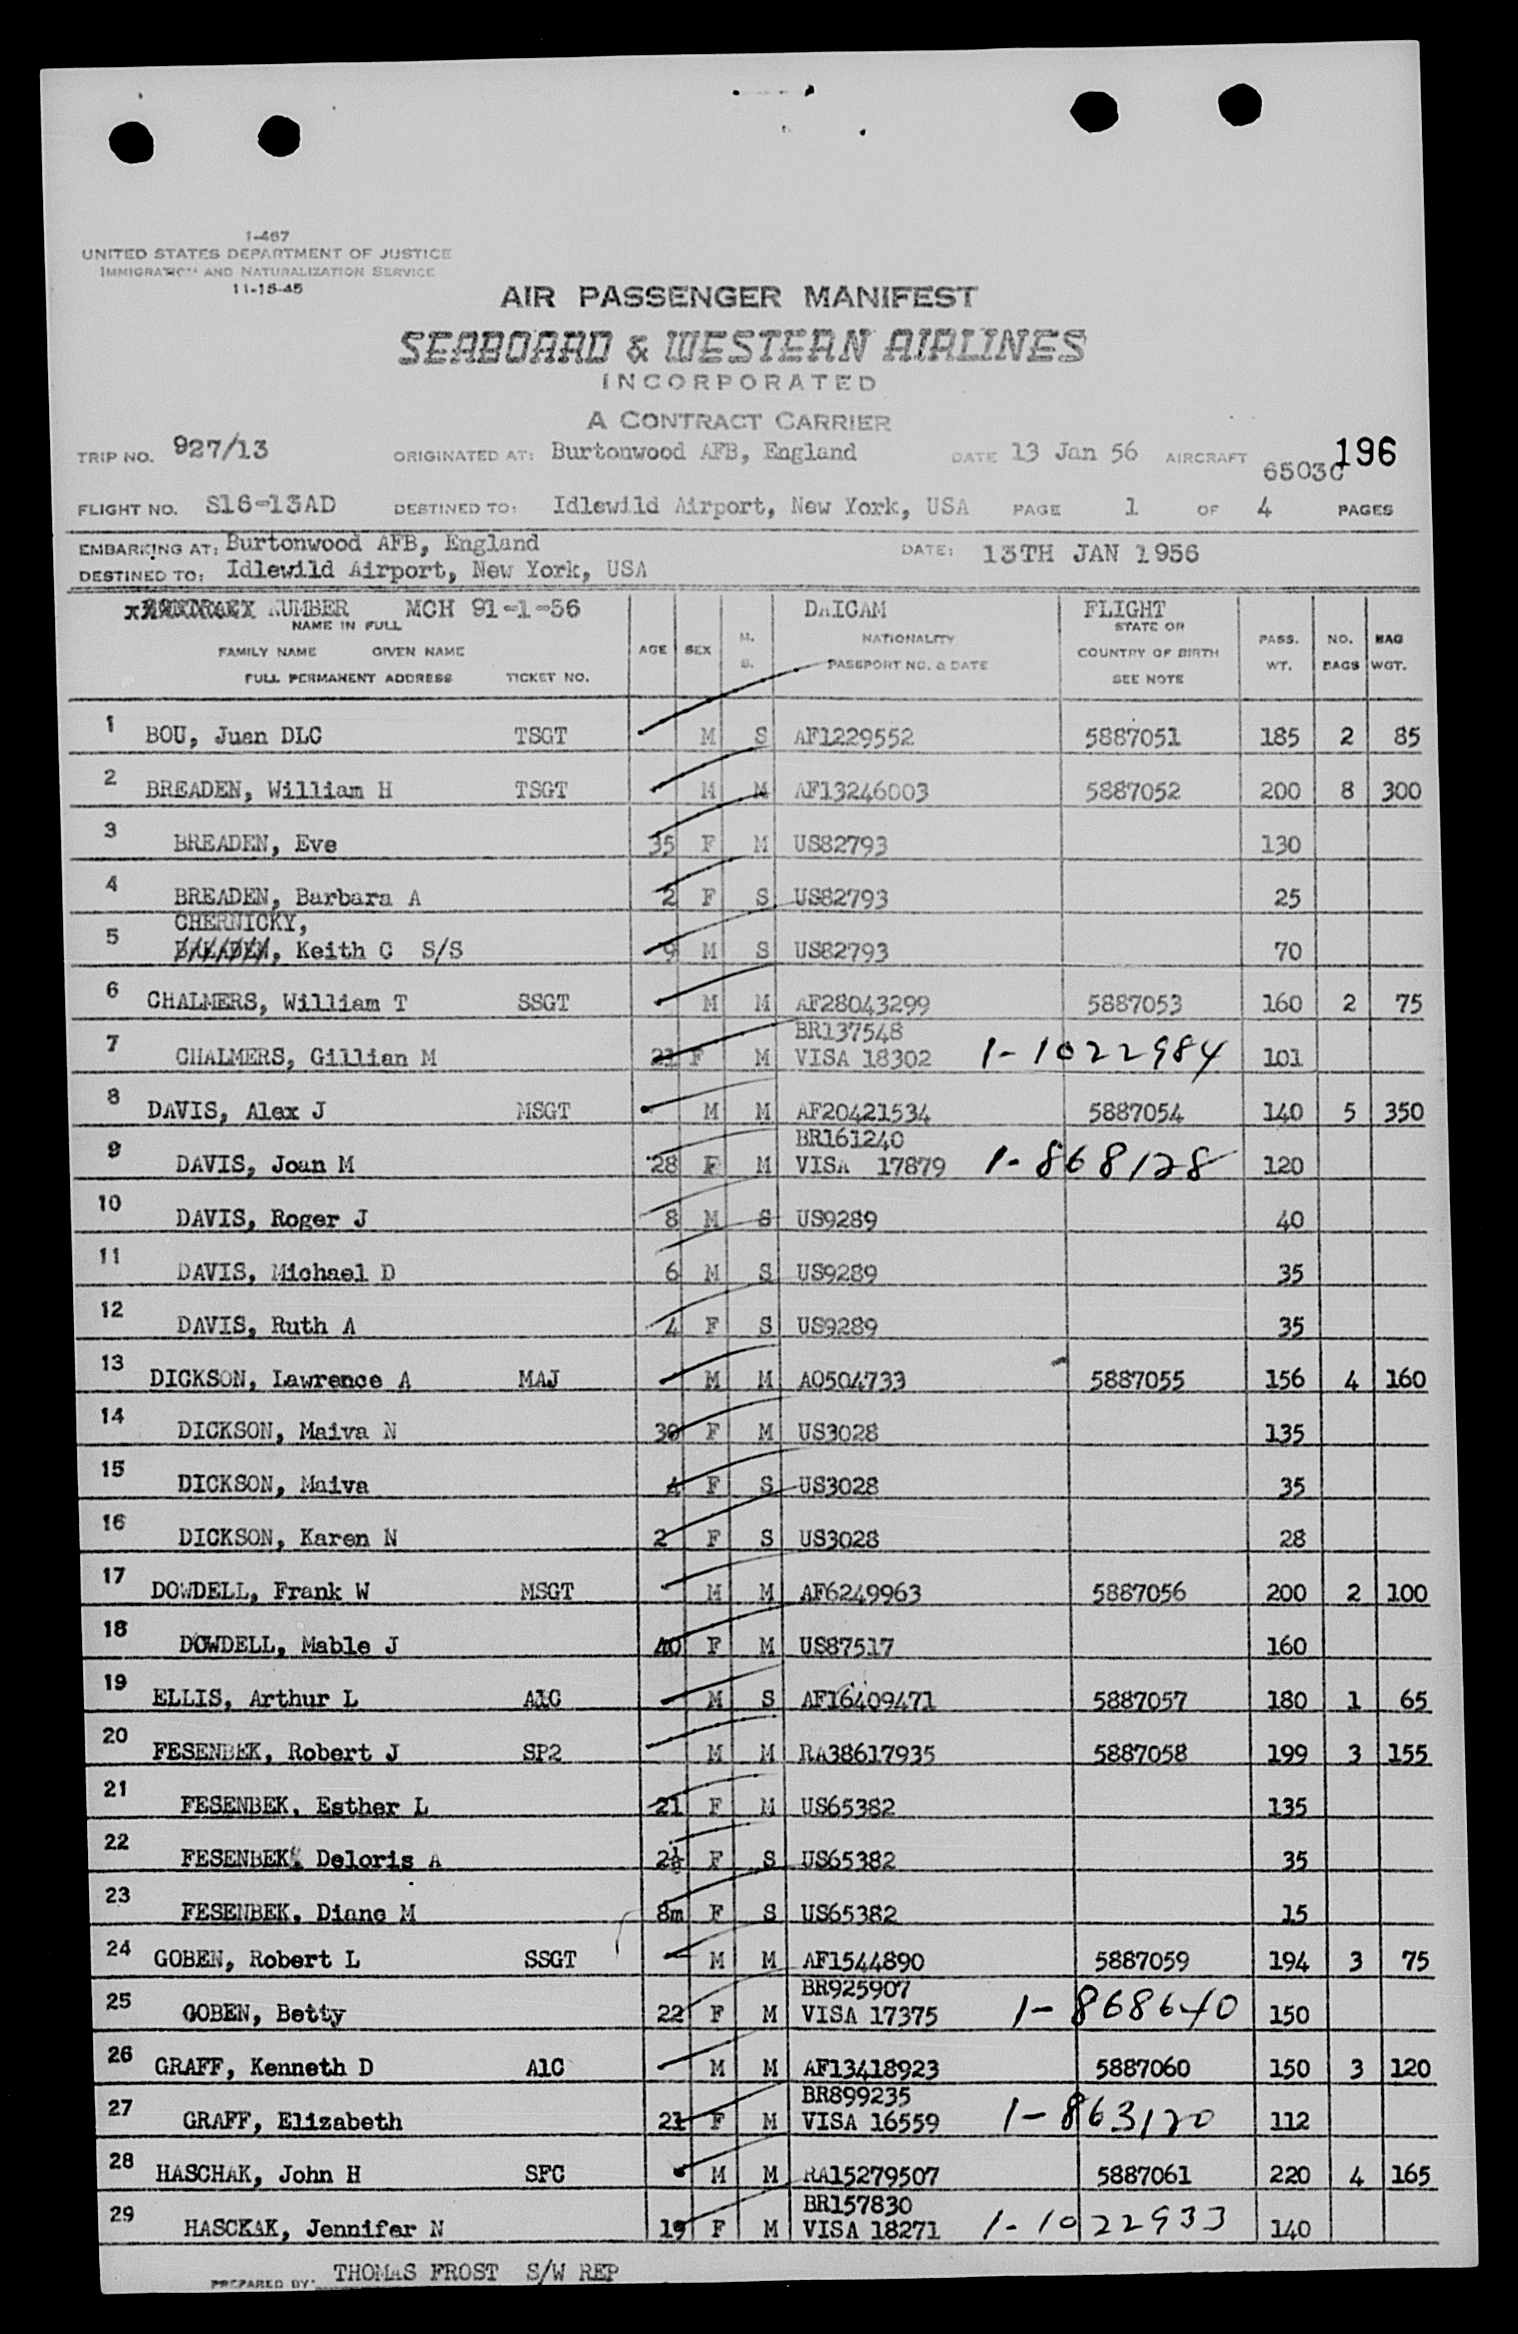 1-467
UNITED STATES DEPARTMENT OF JUSTICE
IMMIGRATION AND NATURALIZATION SERVICE
11-15-45
AIR PASSENGER MANIFEST
SEABOARD & WESTERN AIRLINES
INCORPORATED
A CONTRACT CARRIER
TRIP NO. 927/13 ORIGINATED AT: Burtonwood AFB, England DATE 13 Jan 56 AIRCRAFT 6503C 196
FLIGHT NO. S16-13AD DESTINED TO: Idlewild Airport, New York, USA PAGE 1 OF 4 PAGES
EMBARKING AT: Burtonwood AFB, England DATE: 13TH JAN 1956
DESTINED TO: Idlewild Airport, New York, USA
NUMBER MCH 91-1-56 DAICAM FLIGHT
NAME IN FULL AGE SEX M. S. NATIONALITY STATE OR PASS. NO. BAG
FAMILY NAME GIVEN NAME PASSPORT NO. & DATE COUNTRY OF BIRTH WT. BAGS WGT.
FULL PERMANENT ADDRESS TICKET NO. SEE NOTE
1 BOU, Juan DLC TSGT M S AF1229552 5887051 185 2 85
2 BREADEN, William H TSGT M M AF13246003 5887052 200 8 300
3 BREADEN, Eve 35 F M US82793 130
4 BREADEN, Barbara A 2 F S US82793 25
CHERNICKY,
5 BREADEN, Keith C S/S 9 M S US82793 70
6 CHALMERS, William T SSGT M M AF28043299 5887053 160 2 75
BR137548
7 CHALMERS, Gillian M 21 F M VISA 18302 1-1022984 101
8 DAVIS, Alex J MSGT M M AF20421534 5887054 140 5 350
BR161240
9 DAVIS, Joan M 28 F M VISA 17879 1-868128 120
10 DAVIS, Roger J 8 M S US9289 40
11 DAVIS, Michael D 6 M S US9289 35
12 DAVIS, Ruth A 4 F S US9289 35
13 DICKSON, Lawrence A MAJ M M AO504733 5887055 156 4 160
14 DICKSON, Maiva N 30 F M US3028 135
15 DICKSON, Maiva 4 F S US3028 35
16 DICKSON, Karen N 2 F S US3028 28
17 DOWDELL, Frank W MSGT M M AF6249963 5887056 200 2 100
18 DOWDELL, Mable J 40 F M US87517 160
19 ELLIS, Arthur L A1C M S AF16409471 5887057 180 1 65
20 FESENBEK, Robert J SP2 M M RA38617935 5887058 199 3 155
21 FESENBEK, Esther L 21 F M US65382 135
22 FESENBEK, Deloris A 2½ F S US65382 35
23 FESENBEK, Diane M 8m F S US65382 15
24 GOBEN, Robert L SSGT M M AF1544890 5887059 194 3 75
BR925907
25 GOBEN, Betty 22 F M VISA 17375 1-868640 150
26 GRAFF, Kenneth D A1C M M AF13418923 5887060 150 3 120
BR899235
27 GRAFF, Elizabeth 21 F M VISA 16559 1-863120 112
28 HASCHAK, John H SFC M M RA15279507 5887061 220 4 165
BR157830
29 HASCKAK, Jennifer N 19 F M VISA 18271 1-1022933 140
PREPARED BY: THOMAS FROST S/W REP